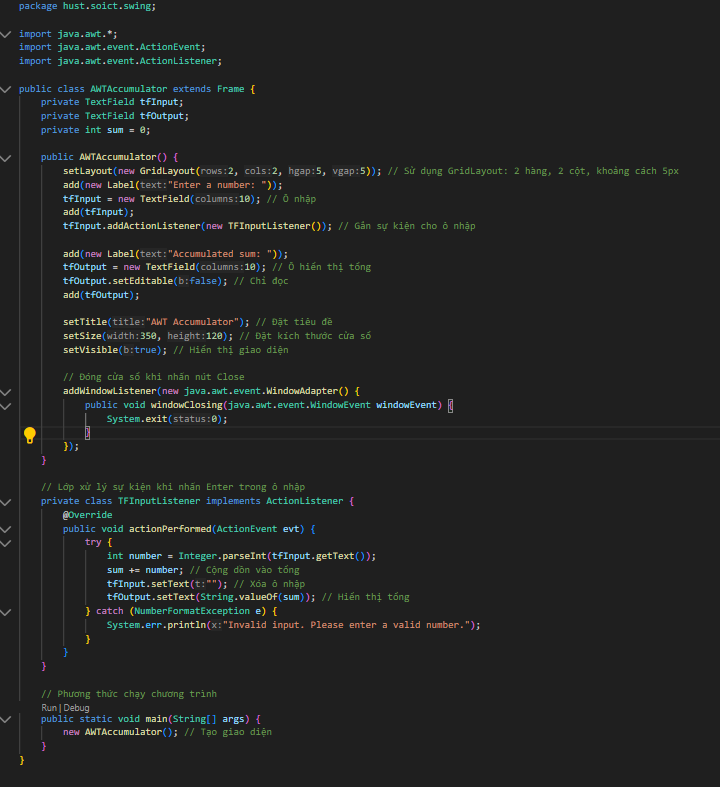 package hust.soict.swing;
import java.awt.*;
import java.awt.event.ActionEvent;
import java.awt.event.ActionListener;
public class AWTAccumulator extends Frame {
private TextField tfInput;
private TextField tfOutput;
private int sum = 0;
public AWTAccumulator() {
setLayout(new GridLayout(rows:2, cols:2, hgap:5, vgap:5)); // Sử dụng GridLayout: 2 hàng, 2 cột, khoảng cách 5px
add(new Label(text:"Enter a number: "));
tfInput = new TextField(columns:10); // Ô nhập
add(tfInput);
tfInput.addActionListener(new TFInputListener()); // Gắn sự kiện cho ô nhập
add(new Label(text:"Accumulated sum: "));
tfOutput = new TextField(columns:10); // Ô hiển thị tổng
tfOutput.setEditable(b:false); // Chỉ đọc
add(tfOutput);
setTitle(title:"AWT Accumulator"); // Đặt tiêu đề
setSize(width:350, height:120); // Đặt kích thước cửa sổ
setVisible(b:true); // Hiển thị giao diện
// Đóng cửa sổ khi nhấn nút Close
addWindowListener(new java.awt.event.WindowAdapter() {
public void windowClosing(java.awt.event.WindowEvent windowEvent) {
System.exit(status:0);
}
});
}
// Lớp xử lý sự kiện khi nhấn Enter trong ô nhập
private class TFInputListener implements ActionListener {
@Override
public void actionPerformed(ActionEvent evt) {
try {
int number = Integer.parseInt(tfInput.getText());
sum += number; // Cộng dồn vào tổng
tfInput.setText(t:""); // Xóa ô nhập
tfOutput.setText(String.valueOf(sum)); // Hiển thị tổng
} catch (NumberFormatException e) {
System.err.println(x:"Invalid input. Please enter a valid number.");
}
}
}
// Phương thức chạy chương trình
Run | Debug
public static void main(String[] args) {
new AWTAccumulator(); // Tạo giao diện
}
}